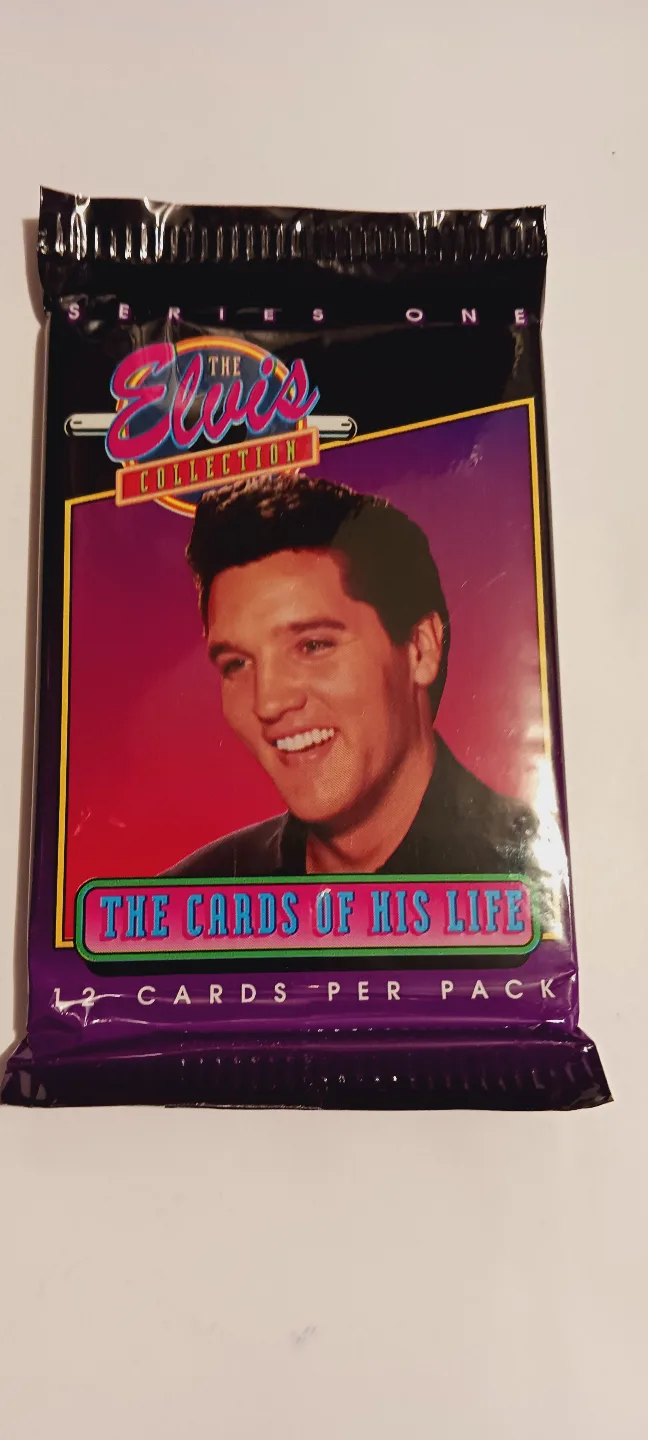 SERIES ONE
THE
Elvis
COLLECTION
THE CARDS OF HIS LIFE
12 CARDS PER PACK